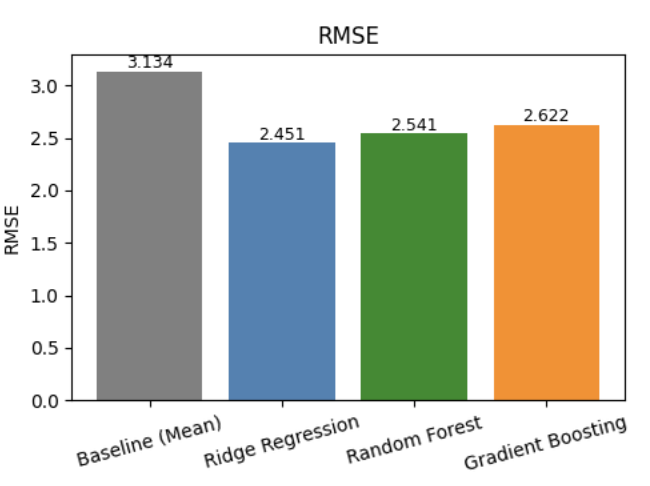 RMSE
3.134
2.451
2.541
2.622
RMSE
3.0
2.5
2.0
1.5
1.0
0.5
0.0
Baseline (Mean)
Ridge Regression
Random Forest
Gradient Boosting